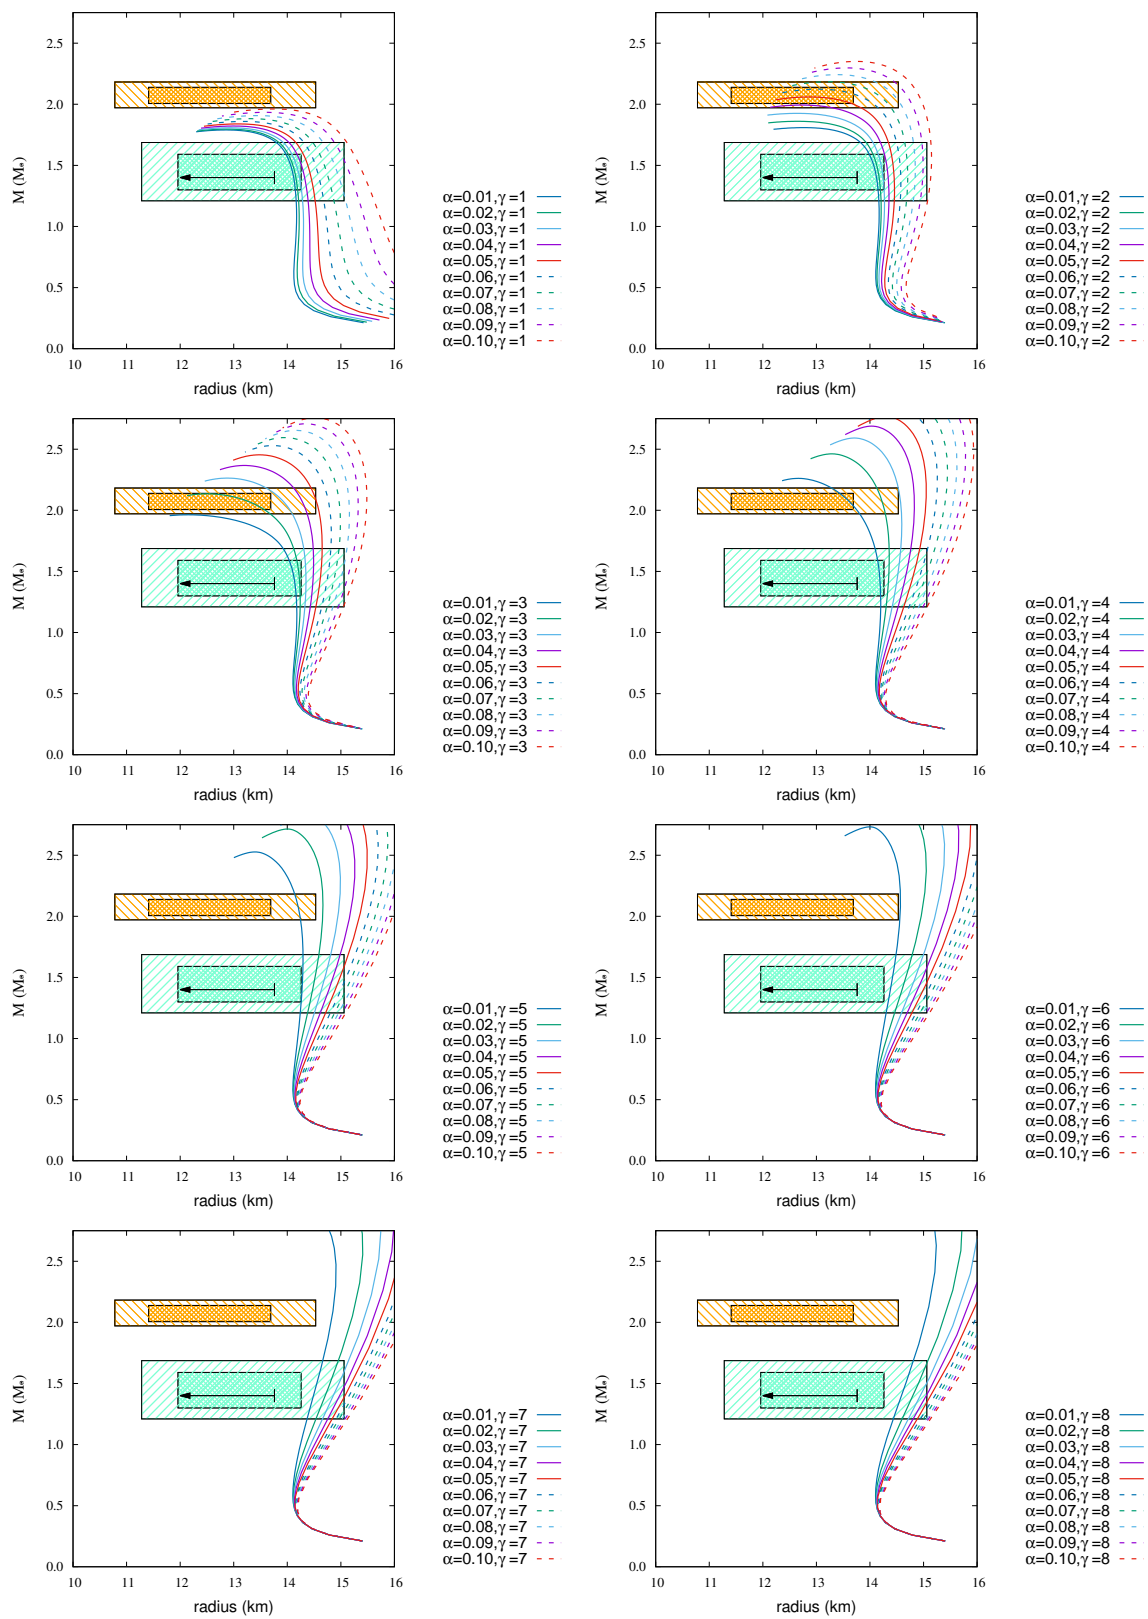 2.5
2.0
1.5
1.0
0.5
0.0
M (M⁎)
10 11 12 13 14 15 16
radius (km)
α=0.01,γ=1
α=0.02,γ=1
α=0.03,γ=1
α=0.04,γ=1
α=0.05,γ=1
α=0.06,γ=1
α=0.07,γ=1
α=0.08,γ=1
α=0.09,γ=1
α=0.10,γ=1
2.5
2.0
1.5
1.0
0.5
0.0
M (M⁎)
10 11 12 13 14 15 16
radius (km)
α=0.01,γ=2
α=0.02,γ=2
α=0.03,γ=2
α=0.04,γ=2
α=0.05,γ=2
α=0.06,γ=2
α=0.07,γ=2
α=0.08,γ=2
α=0.09,γ=2
α=0.10,γ=2
2.5
2.0
1.5
1.0
0.5
0.0
M (M⁎)
10 11 12 13 14 15 16
radius (km)
α=0.01,γ=3
α=0.02,γ=3
α=0.03,γ=3
α=0.04,γ=3
α=0.05,γ=3
α=0.06,γ=3
α=0.07,γ=3
α=0.08,γ=3
α=0.09,γ=3
α=0.10,γ=3
2.5
2.0
1.5
1.0
0.5
0.0
M (M⁎)
10 11 12 13 14 15 16
radius (km)
α=0.01,γ=4
α=0.02,γ=4
α=0.03,γ=4
α=0.04,γ=4
α=0.05,γ=4
α=0.06,γ=4
α=0.07,γ=4
α=0.08,γ=4
α=0.09,γ=4
α=0.10,γ=4
2.5
2.0
1.5
1.0
0.5
0.0
M (M⁎)
10 11 12 13 14 15 16
radius (km)
α=0.01,γ=5
α=0.02,γ=5
α=0.03,γ=5
α=0.04,γ=5
α=0.05,γ=5
α=0.06,γ=5
α=0.07,γ=5
α=0.08,γ=5
α=0.09,γ=5
α=0.10,γ=5
2.5
2.0
1.5
1.0
0.5
0.0
M (M⁎)
10 11 12 13 14 15 16
radius (km)
α=0.01,γ=6
α=0.02,γ=6
α=0.03,γ=6
α=0.04,γ=6
α=0.05,γ=6
α=0.06,γ=6
α=0.07,γ=6
α=0.08,γ=6
α=0.09,γ=6
α=0.10,γ=6
2.5
2.0
1.5
1.0
0.5
0.0
M (M⁎)
10 11 12 13 14 15 16
radius (km)
α=0.01,γ=7
α=0.02,γ=7
α=0.03,γ=7
α=0.04,γ=7
α=0.05,γ=7
α=0.06,γ=7
α=0.07,γ=7
α=0.08,γ=7
α=0.09,γ=7
α=0.10,γ=7
2.5
2.0
1.5
1.0
0.5
0.0
M (M⁎)
10 11 12 13 14 15 16
radius (km)
α=0.01,γ=8
α=0.02,γ=8
α=0.03,γ=8
α=0.04,γ=8
α=0.05,γ=8
α=0.06,γ=8
α=0.07,γ=8
α=0.08,γ=8
α=0.09,γ=8
α=0.10,γ=8